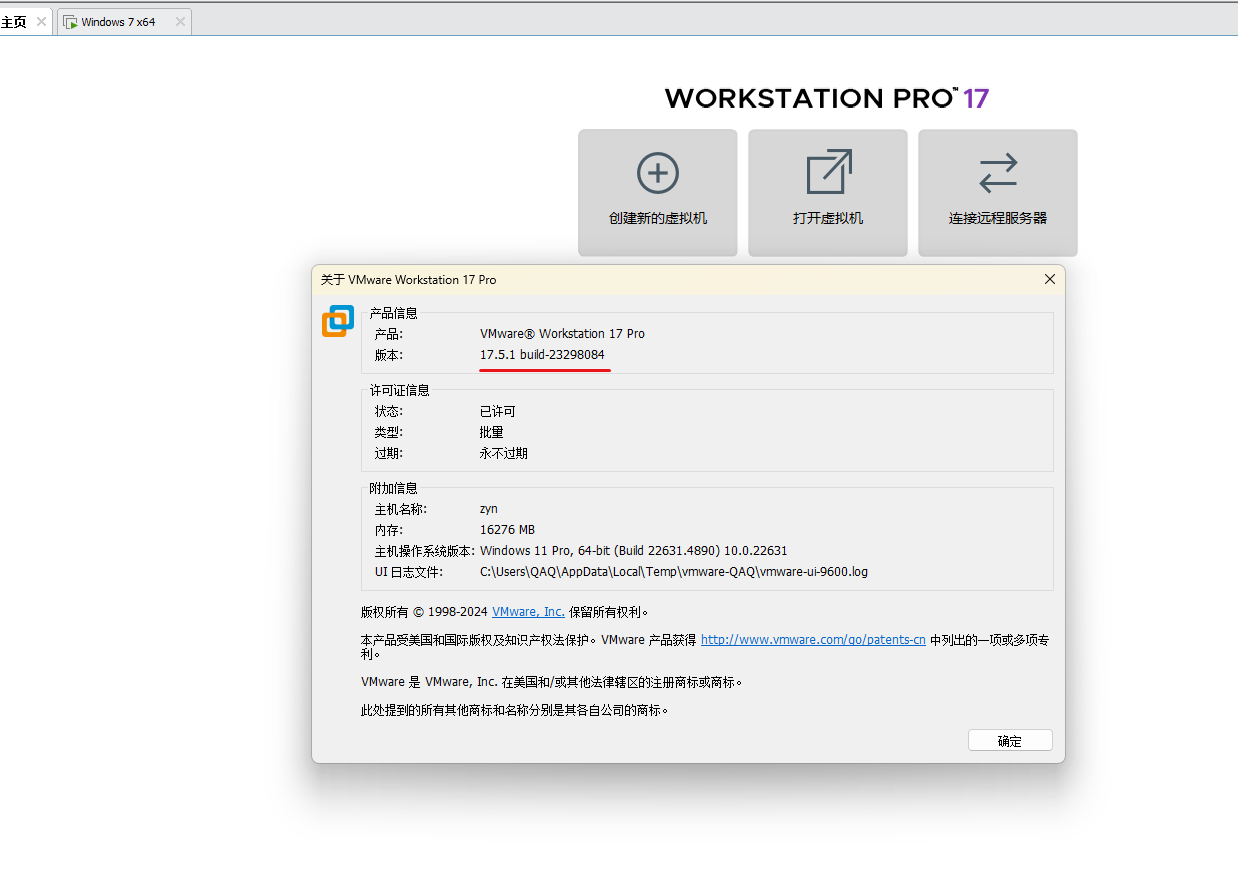 主页
Windows 7 x64
WORKSTATION PRO™ 17
创建新的虚拟机
打开虚拟机
连接远程服务器
关于 VMware Workstation 17 Pro
产品信息
产品: VMware® Workstation 17 Pro
版本: 17.5.1 build-23298084
许可证信息
状态: 已许可
类型: 批量
过期: 永不过期
附加信息
主机名称: zyn
内存: 16276 MB
主机操作系统版本: Windows 11 Pro, 64-bit (Build 22631.4890) 10.0.22631
UI 日志文件: C:\Users\QAQ\AppData\Local\Temp\vmware-QAQ\vmware-ui-9600.log
版权所有 © 1998-2024 VMware, Inc. 保留所有权利。
本产品受美国和国际版权及知识产权法保护。VMware 产品获得 http://www.vmware.com/go/patents-cn 中列出的一项或多项专
利。
VMware 是 VMware, Inc. 在美国和/或其他法律辖区的注册商标或商标。
此处提到的所有其他商标和名称分别是其各自公司的商标。
确定